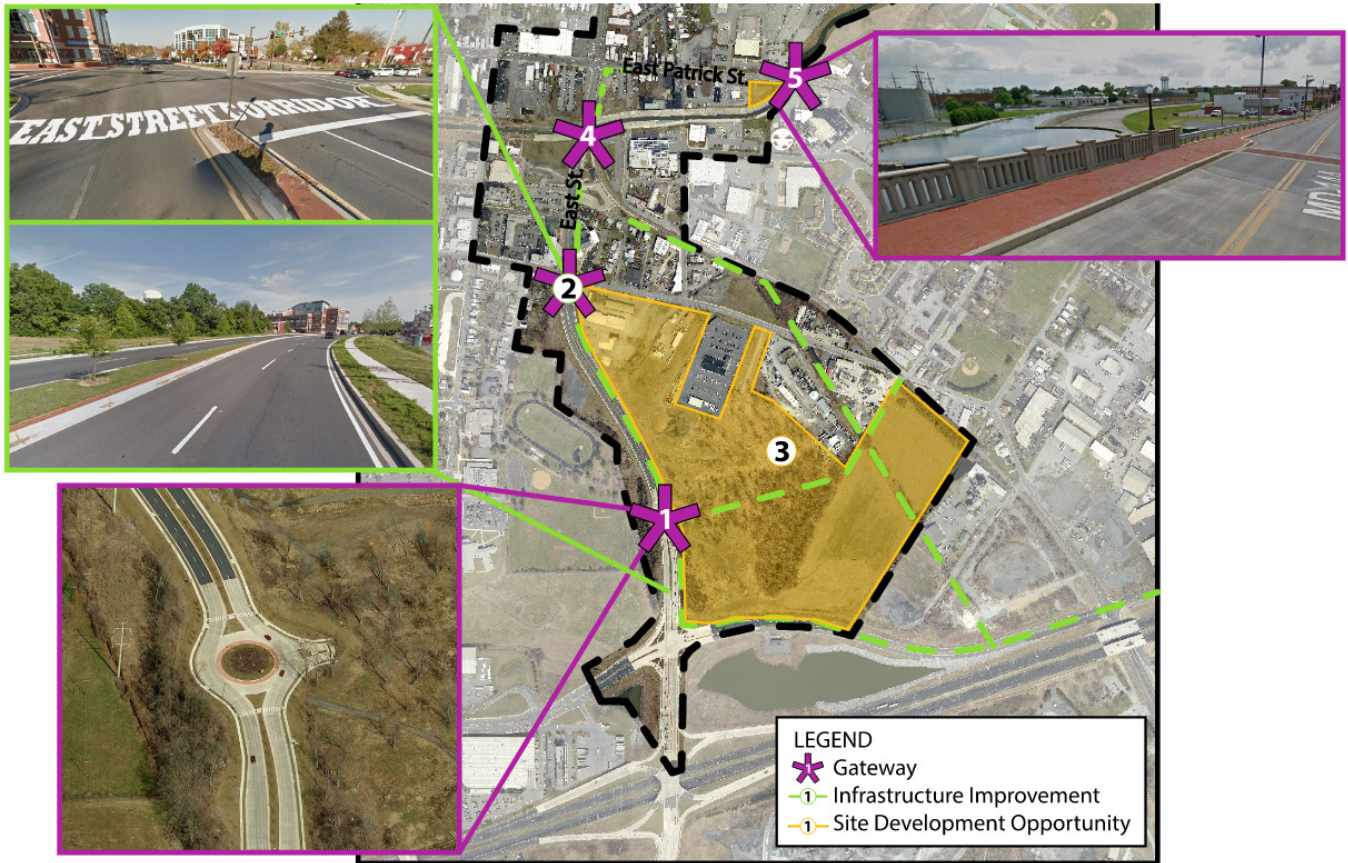 EAST STREET CORRIDOR
East Patrick St.
5
4
East St.
2
3
1
LEGEND
1 Gateway
1 Infrastructure Improvement
1 Site Development Opportunity